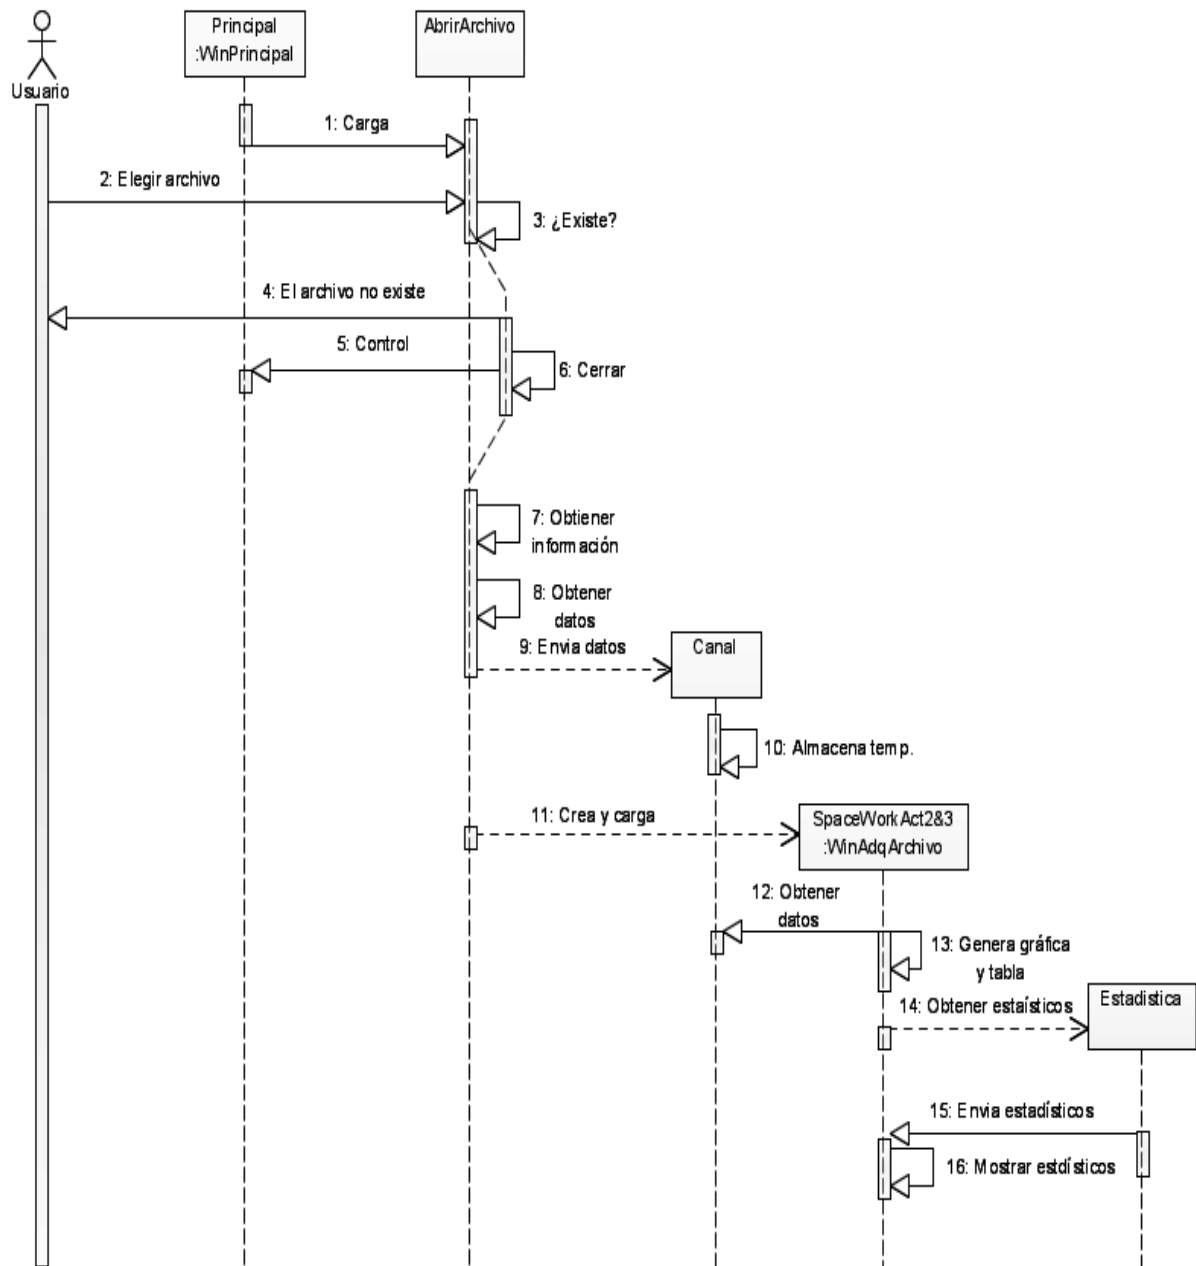 Principal
:WinPrincipal
AbrirArchivo
Usuario
1: Carga
2: Elegir archivo
3: ¿Existe?
4: El archivo no existe
5: Control
6: Cerrar
7: Obtiener
información
8: Obtener
datos
9: Envia datos
Canal
10: Almacena temp.
11: Crea y carga
SpaceWorkAct2&3
:WinAdqArchivo
12: Obtener
datos
13: Genera gráfica
y tabla
14: Obtener estaísticos
Estadistica
15: Envia estadísticos
16: Mostrar estdísticos